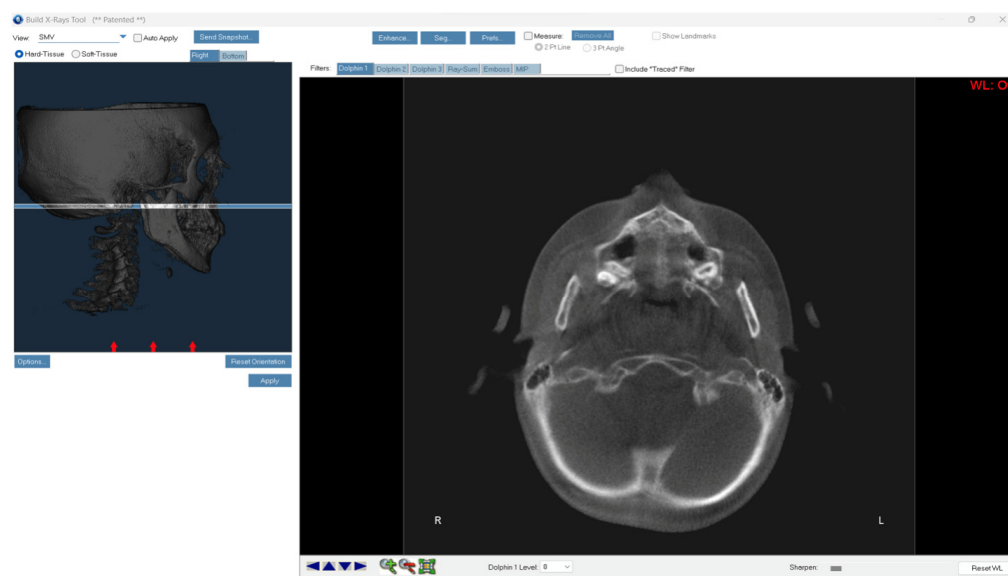 Build X-Rays Tool (** Patented **)
View: SMV Auto Apply Send Snapshot... Enhance... Seg... Prefs... Measure: Remove All Show Landmarks
2 Pt Line 3 Pt Angle
Hard-Tissue Soft-Tissue Right Bottom
Filters: Dolphin 1 Dolphin 2 Dolphin 3 Ray-Sum Emboss MIP Include "Traced" Filter
WL: O
Options... Reset Orientation
Apply
R L
Dolphin 1 Level: 0 Sharpen: Reset WL